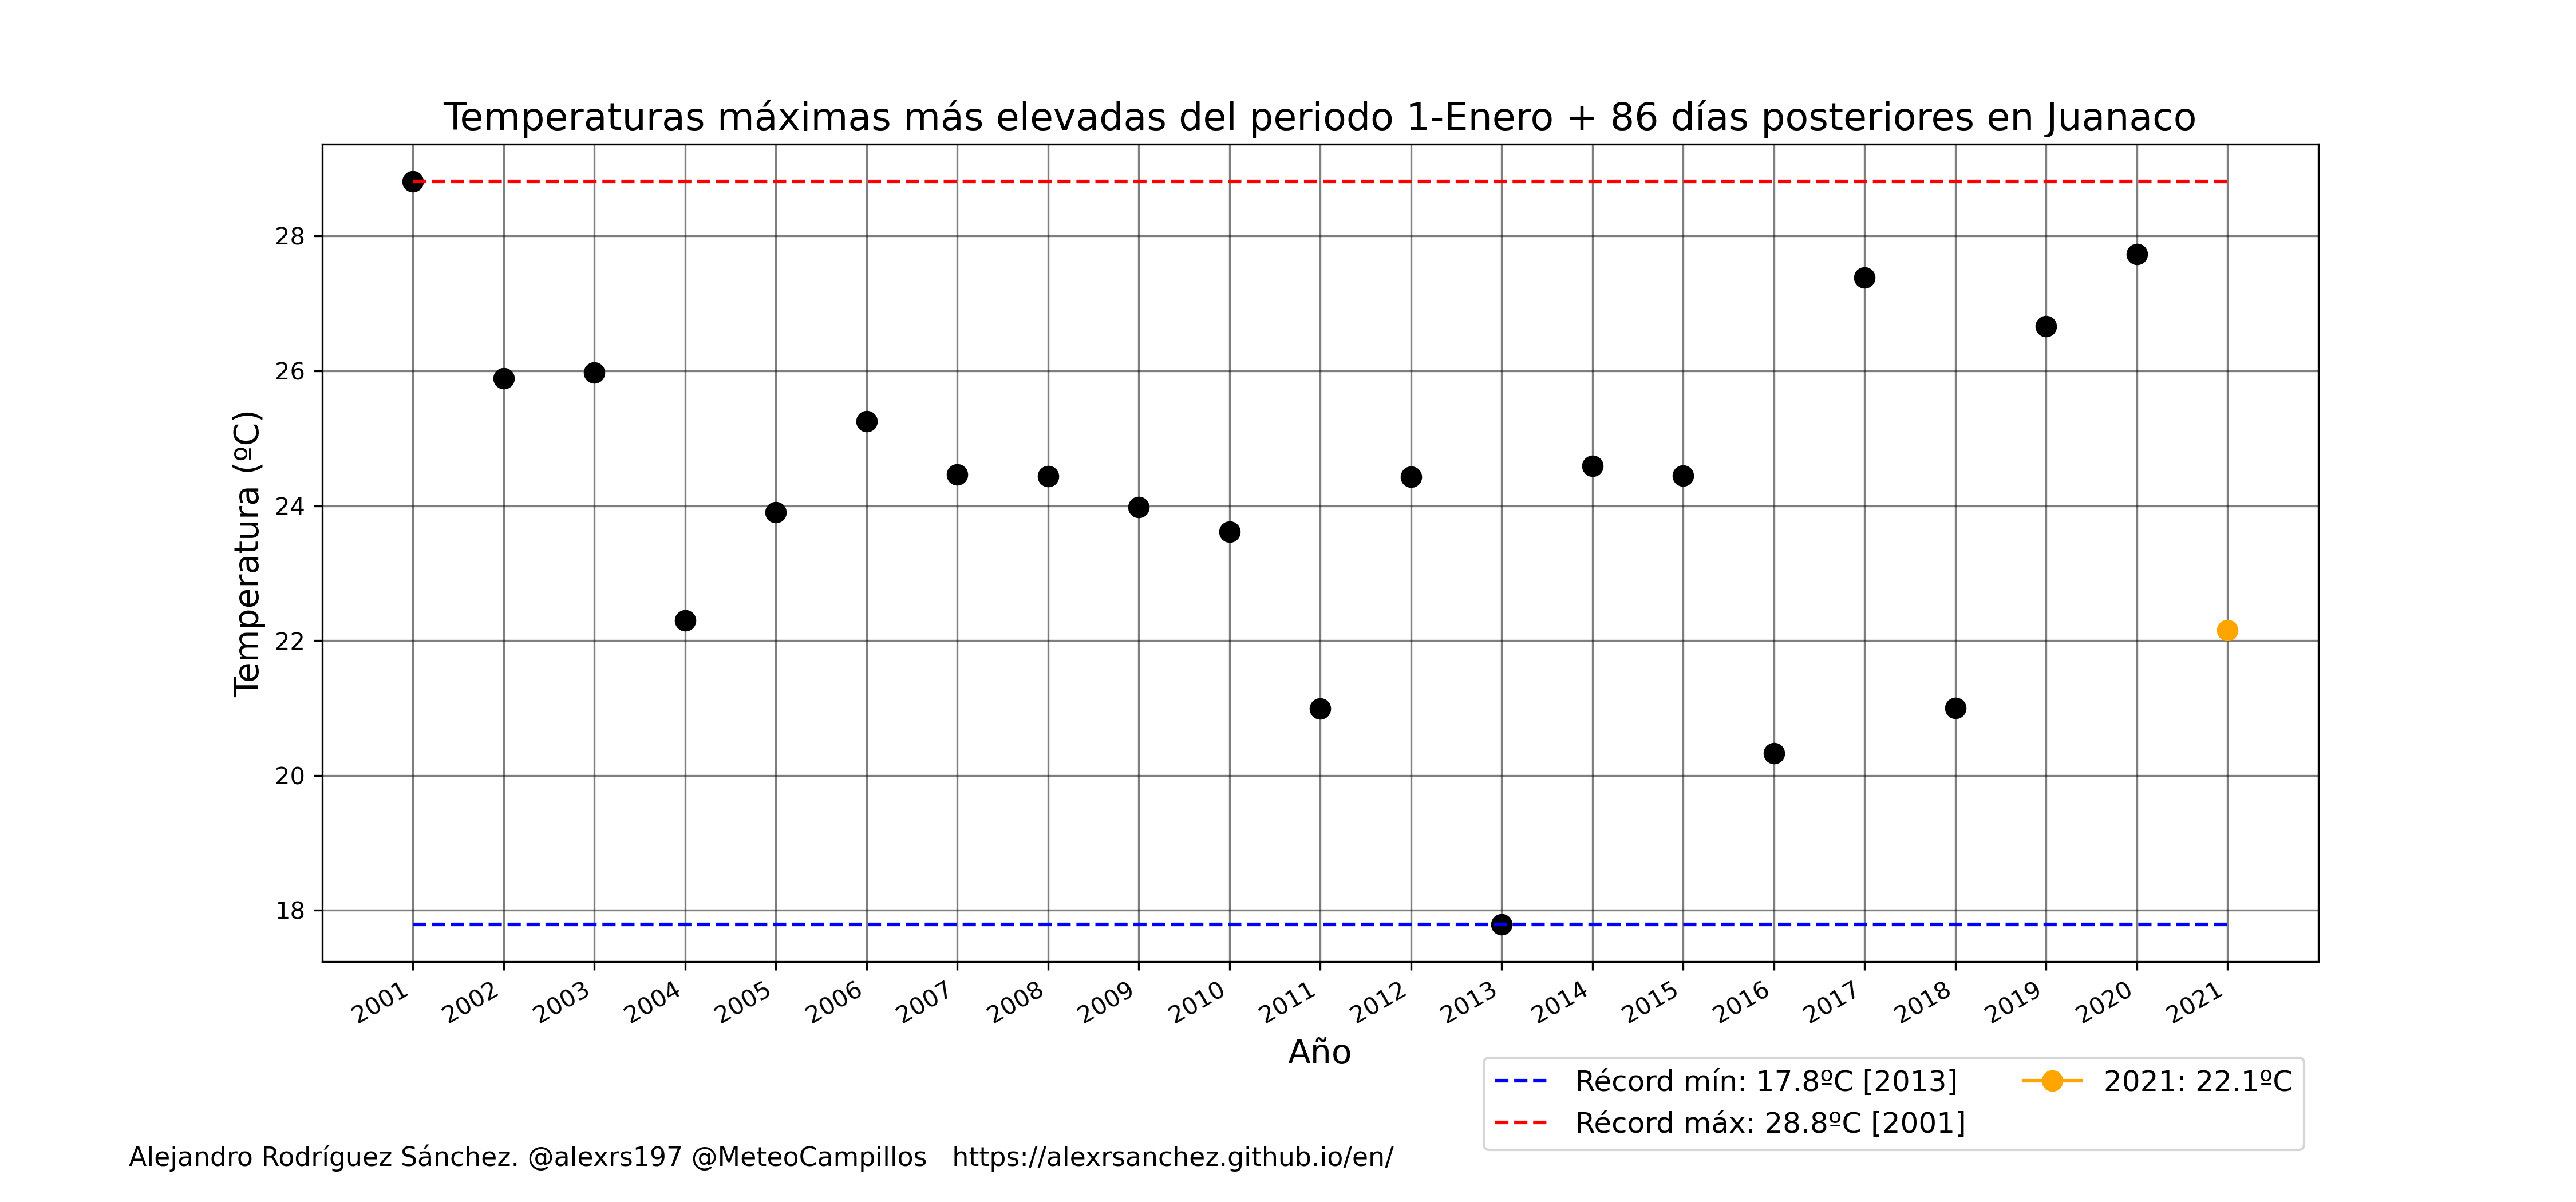 Temperaturas máximas más elevadas del periodo 1-Enero + 86 días posteriores en Juanaco
Temperatura (ºC)
28
26
24
22
20
18
2001 2002 2003 2004 2005 2006 2007 2008 2009 2010 2011 2012 2013 2014 2015 2016 2017 2018 2019 2020 2021
Año
Récord mín: 17.8ºC [2013] 2021: 22.1ºC
Récord máx: 28.8ºC [2001]
Alejandro Rodríguez Sánchez. @alexrs197 @MeteoCampillos https://alexrsanchez.github.io/en/